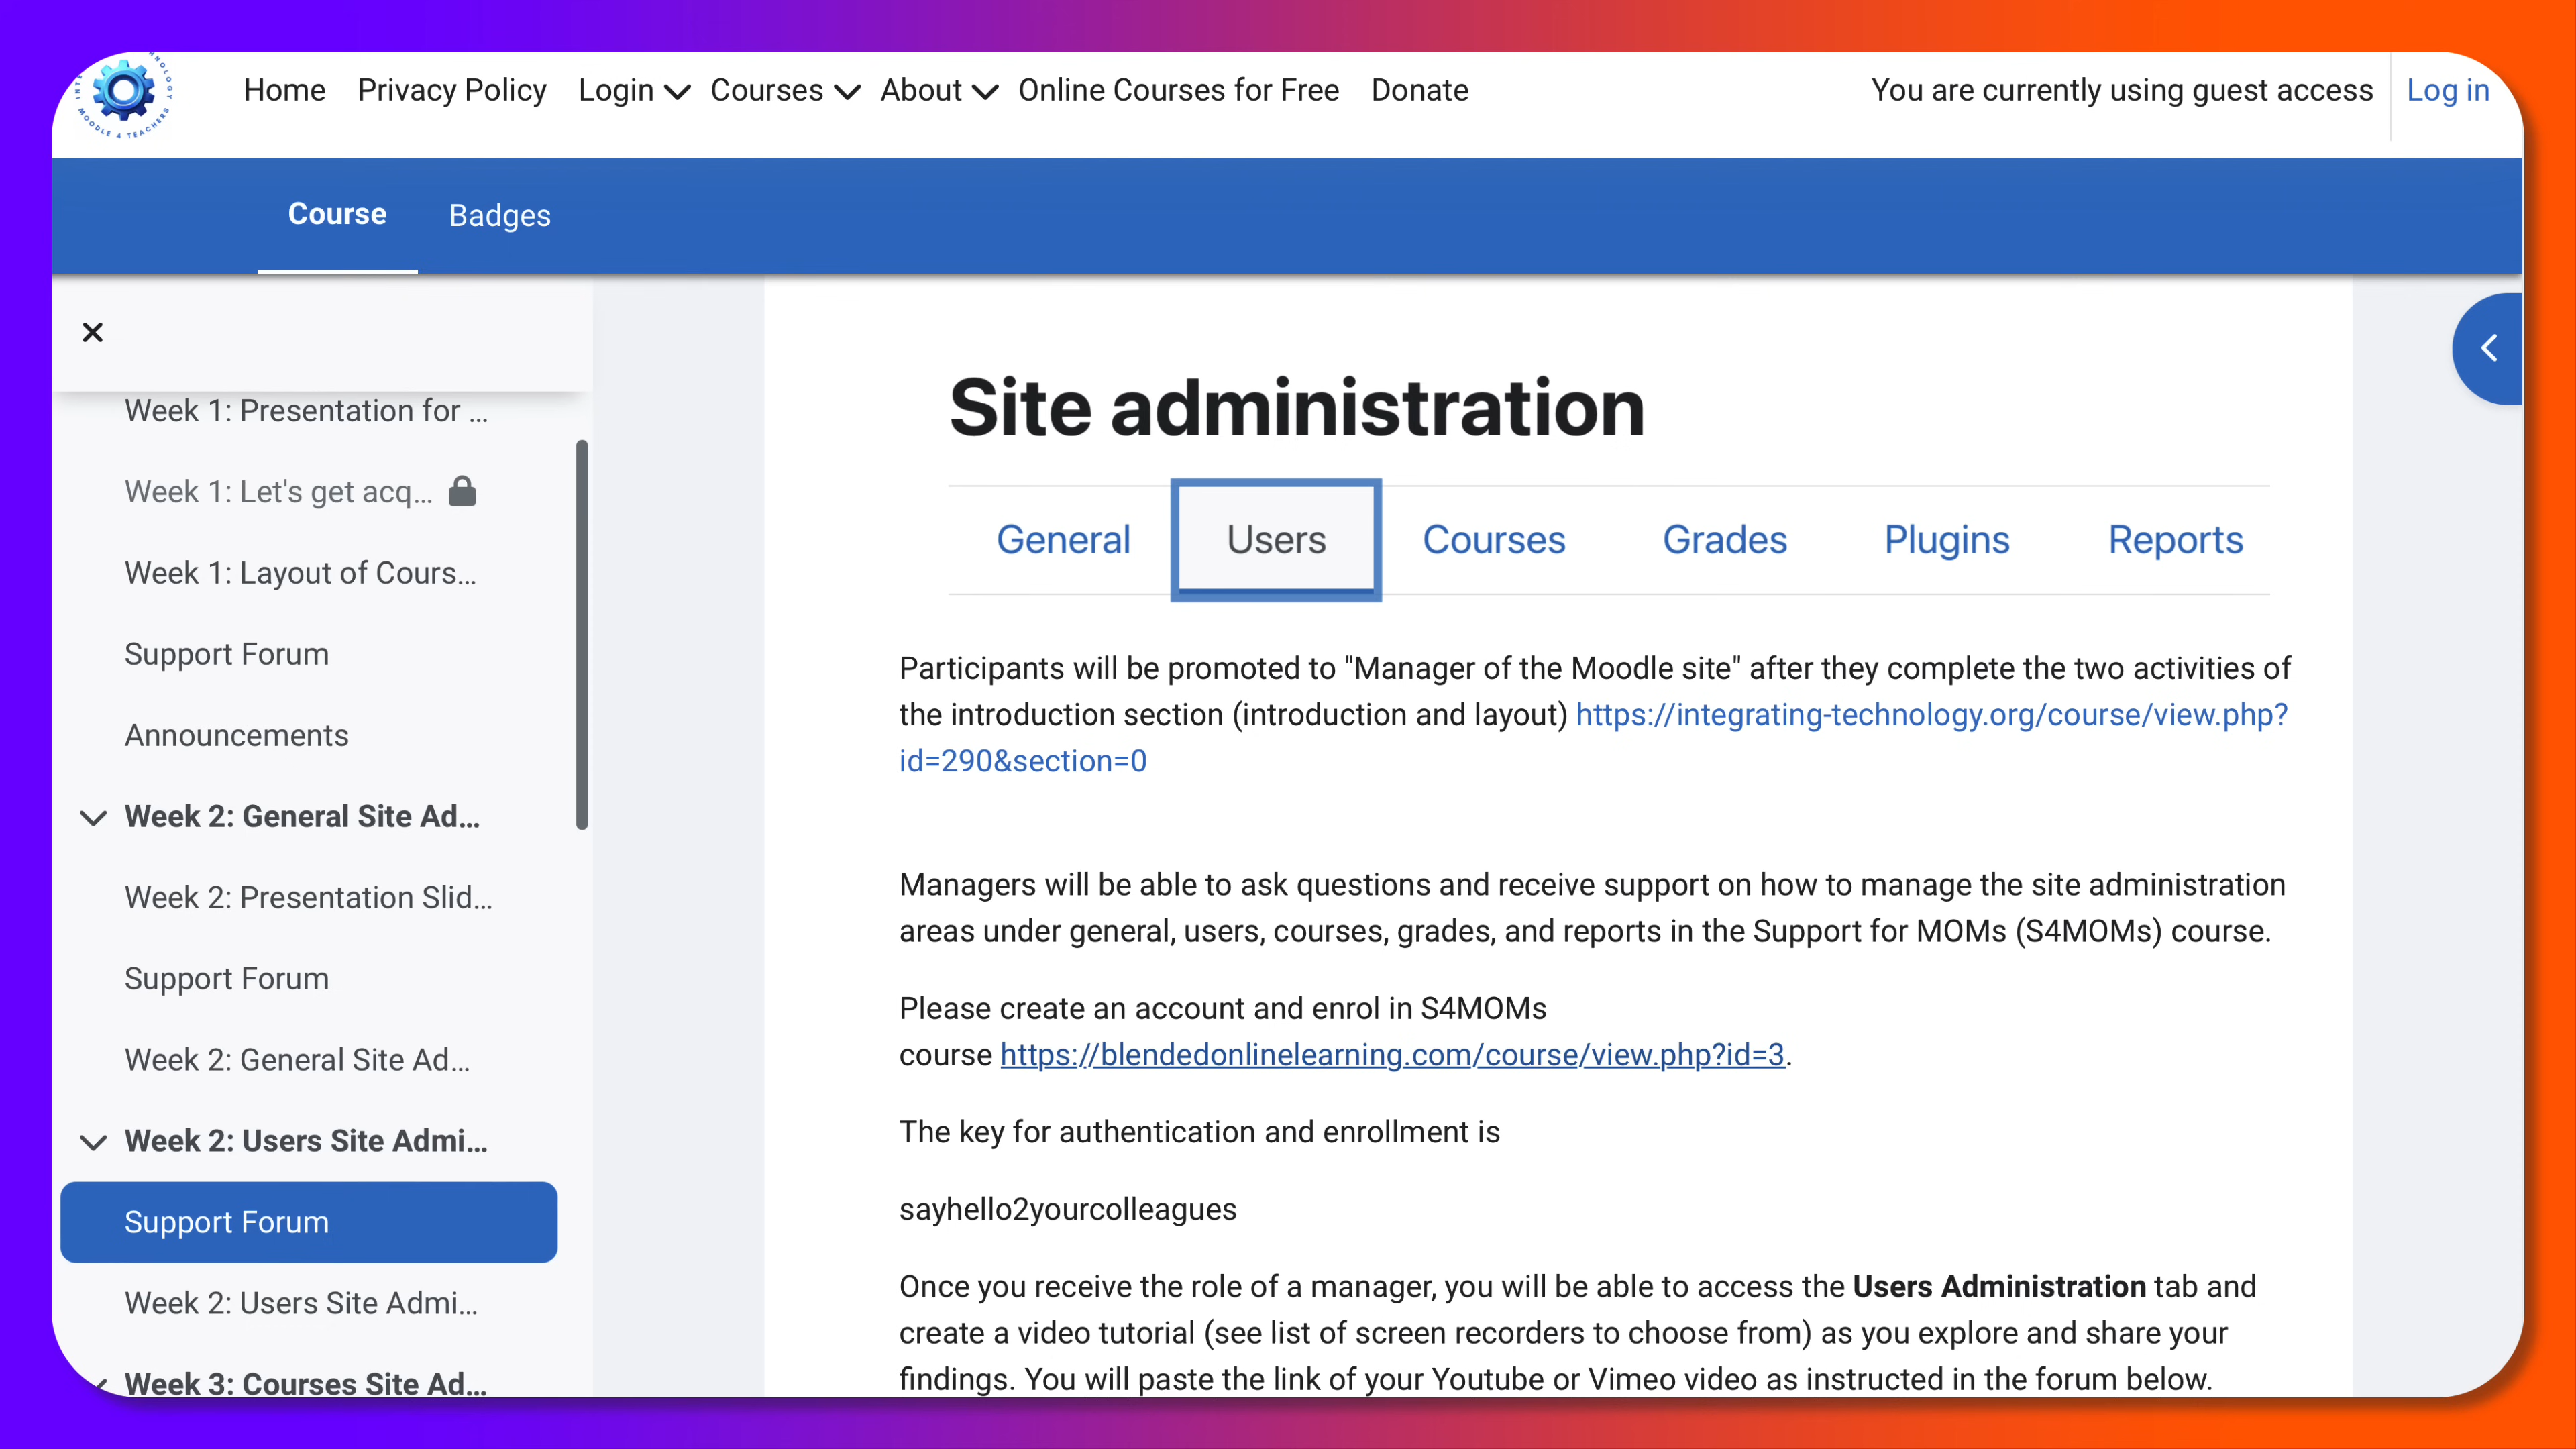 MOODLE 4 TEACHERS
Home Privacy Policy Login Courses About Online Courses for Free Donate You are currently using guest access Log in
Course Badges
Week 1: Presentation for ...
Week 1: Let's get acq...
Week 1: Layout of Cours...
Support Forum
Announcements
Week 2: General Site Ad...
Week 2: Presentation Slid...
Support Forum
Week 2: General Site Ad...
Week 2: Users Site Admi...
Support Forum
Week 2: Users Site Admi...
Week 3: Courses Site Ad...
Site administration
General Users Courses Grades Plugins Reports
Participants will be promoted to "Manager of the Moodle site" after they complete the two activities of
the introduction section (introduction and layout) https://integrating-technology.org/course/view.php?
id=290&section=0
Managers will be able to ask questions and receive support on how to manage the site administration
areas under general, users, courses, grades, and reports in the Support for MOMs (S4MOMs) course.
Please create an account and enrol in S4MOMs
course https://blendedonlinelearning.com/course/view.php?id=3.
The key for authentication and enrollment is
sayhello2yourcolleagues
Once you receive the role of a manager, you will be able to access the Users Administration tab and
create a video tutorial (see list of screen recorders to choose from) as you explore and share your
findings. You will paste the link of your Youtube or Vimeo video as instructed in the forum below.